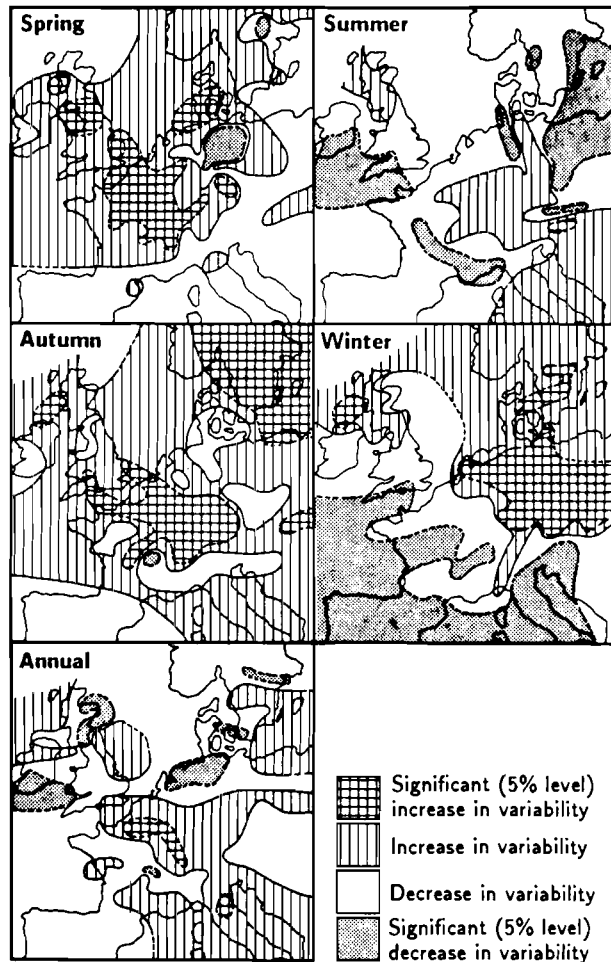 Spring
Summer
Autumn
Winter
Annual
Significant (5% level)
increase in variability
Increase in variability
Decrease in variability
Significant (5% level)
decrease in variability